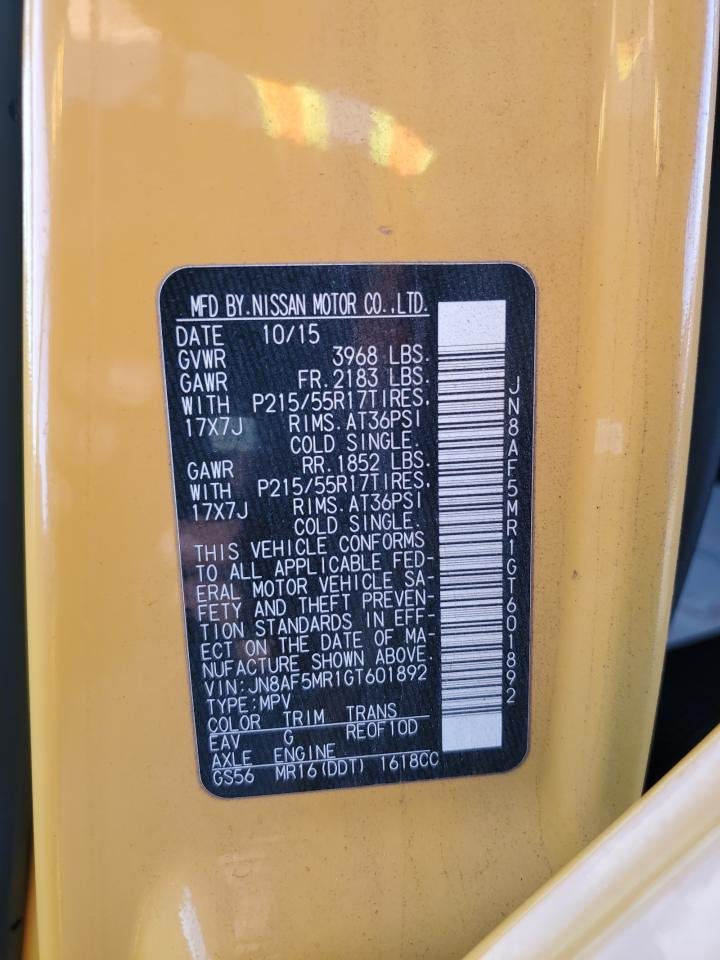 MFD BY.NISSAN MOTOR CO.,LTD.
DATE 10/15
GVWR 3968 LBS.
GAWR FR.2183 LBS.
WITH P215/55R17TIRES.
17X7J RIMS.AT36PSI
COLD SINGLE.
GAWR RR.1852 LBS.
WITH P215/55R17TIRES.
17X7J RIMS.AT36PSI
COLD SINGLE.
THIS VEHICLE CONFORMS
TO ALL APPLICABLE FED-
ERAL MOTOR VEHICLE SA-
FETY AND THEFT PREVEN-
TION STANDARDS IN EFF-
ECT ON THE DATE OF MA-
NUFACTURE SHOWN ABOVE.
VIN:JN8AF5MR1GT601892
TYPE:MPV
COLOR TRIM TRANS
EAV G REOF10D
AXLE ENGINE
GS56 MR16(DDT) 1618CC
JN8AF5MR1GT601892